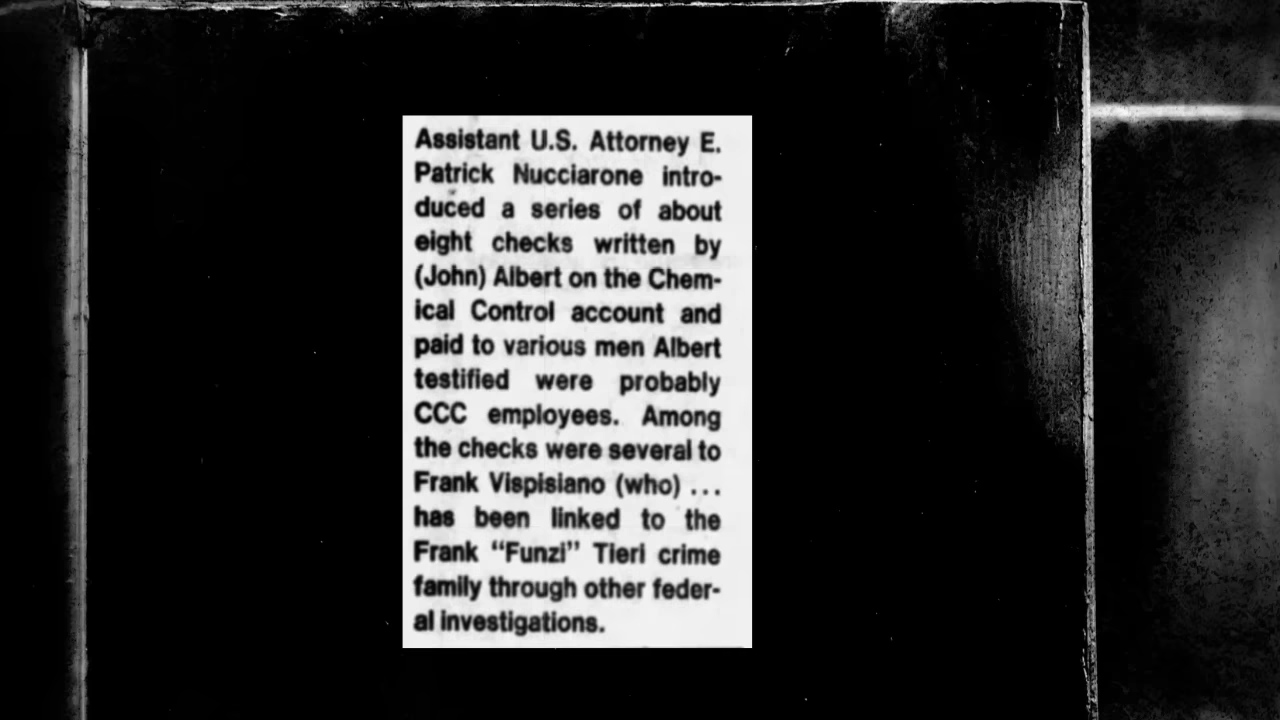 Assistant U.S. Attorney E.
Patrick Nucciarone intro-
duced a series of about
eight checks written by
(John) Albert on the Chem-
ical Control account and
paid to various men Albert
testified were probably
CCC employees. Among
the checks were several to
Frank Vispisiano (who) ...
has been linked to the
Frank “Funzi” Tieri crime
family through other feder-
al investigations.